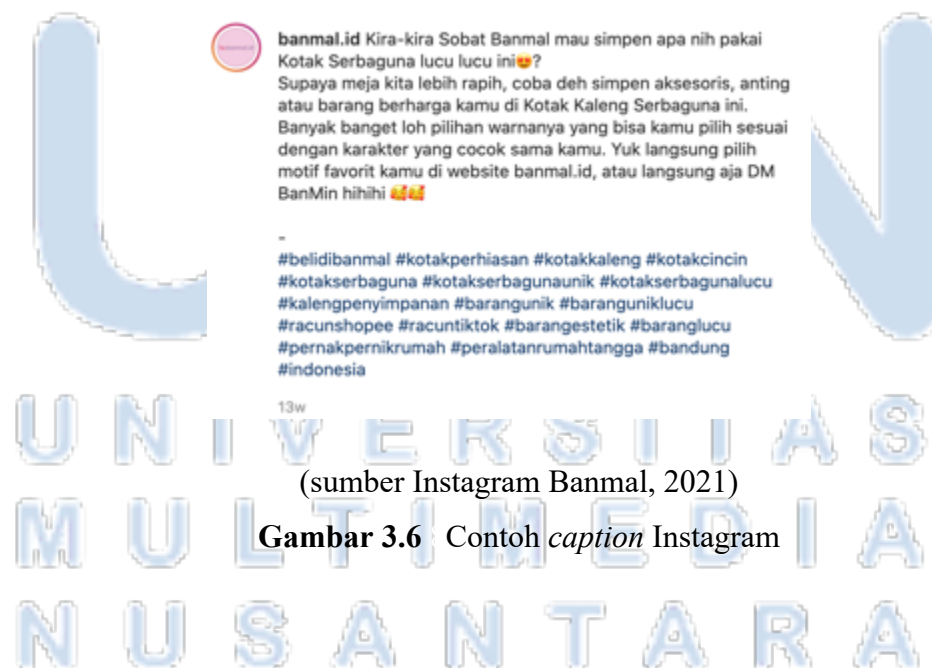 banmal.id Kira-kira Sobat Banmal mau simpen apa nih pakai
Kotak Serbaguna lucu lucu ini😍?
Supaya meja kita lebih rapih, coba deh simpen aksesoris, anting
atau barang berharga kamu di Kotak Kaleng Serbaguna ini.
Banyak banget loh pilihan warnanya yang bisa kamu pilih sesuai
dengan karakter yang cocok sama kamu. Yuk langsung pilih
motif favorit kamu di website banmal.id, atau langsung aja DM
BanMin hihihi 🥰🥰
-
#belidibanmal #kotakperhiasan #kotakkaleng #kotakcincin
#kotakserbaguna #kotakserbagunaunik #kotakserbagunalucu
#kalengpenyimpanan #barangunik #baranguniklucu
#racunshopee #racuntiktok #barangestetik #baranglucu
#pernakpernikrumah #peralatanrumahtangga #bandung
#indonesia
13w
(sumber Instagram Banmal, 2021)
Gambar 3.6 Contoh caption Instagram
U N
UNIVERSITAS
MULTIMEDIA
NUSANTARA